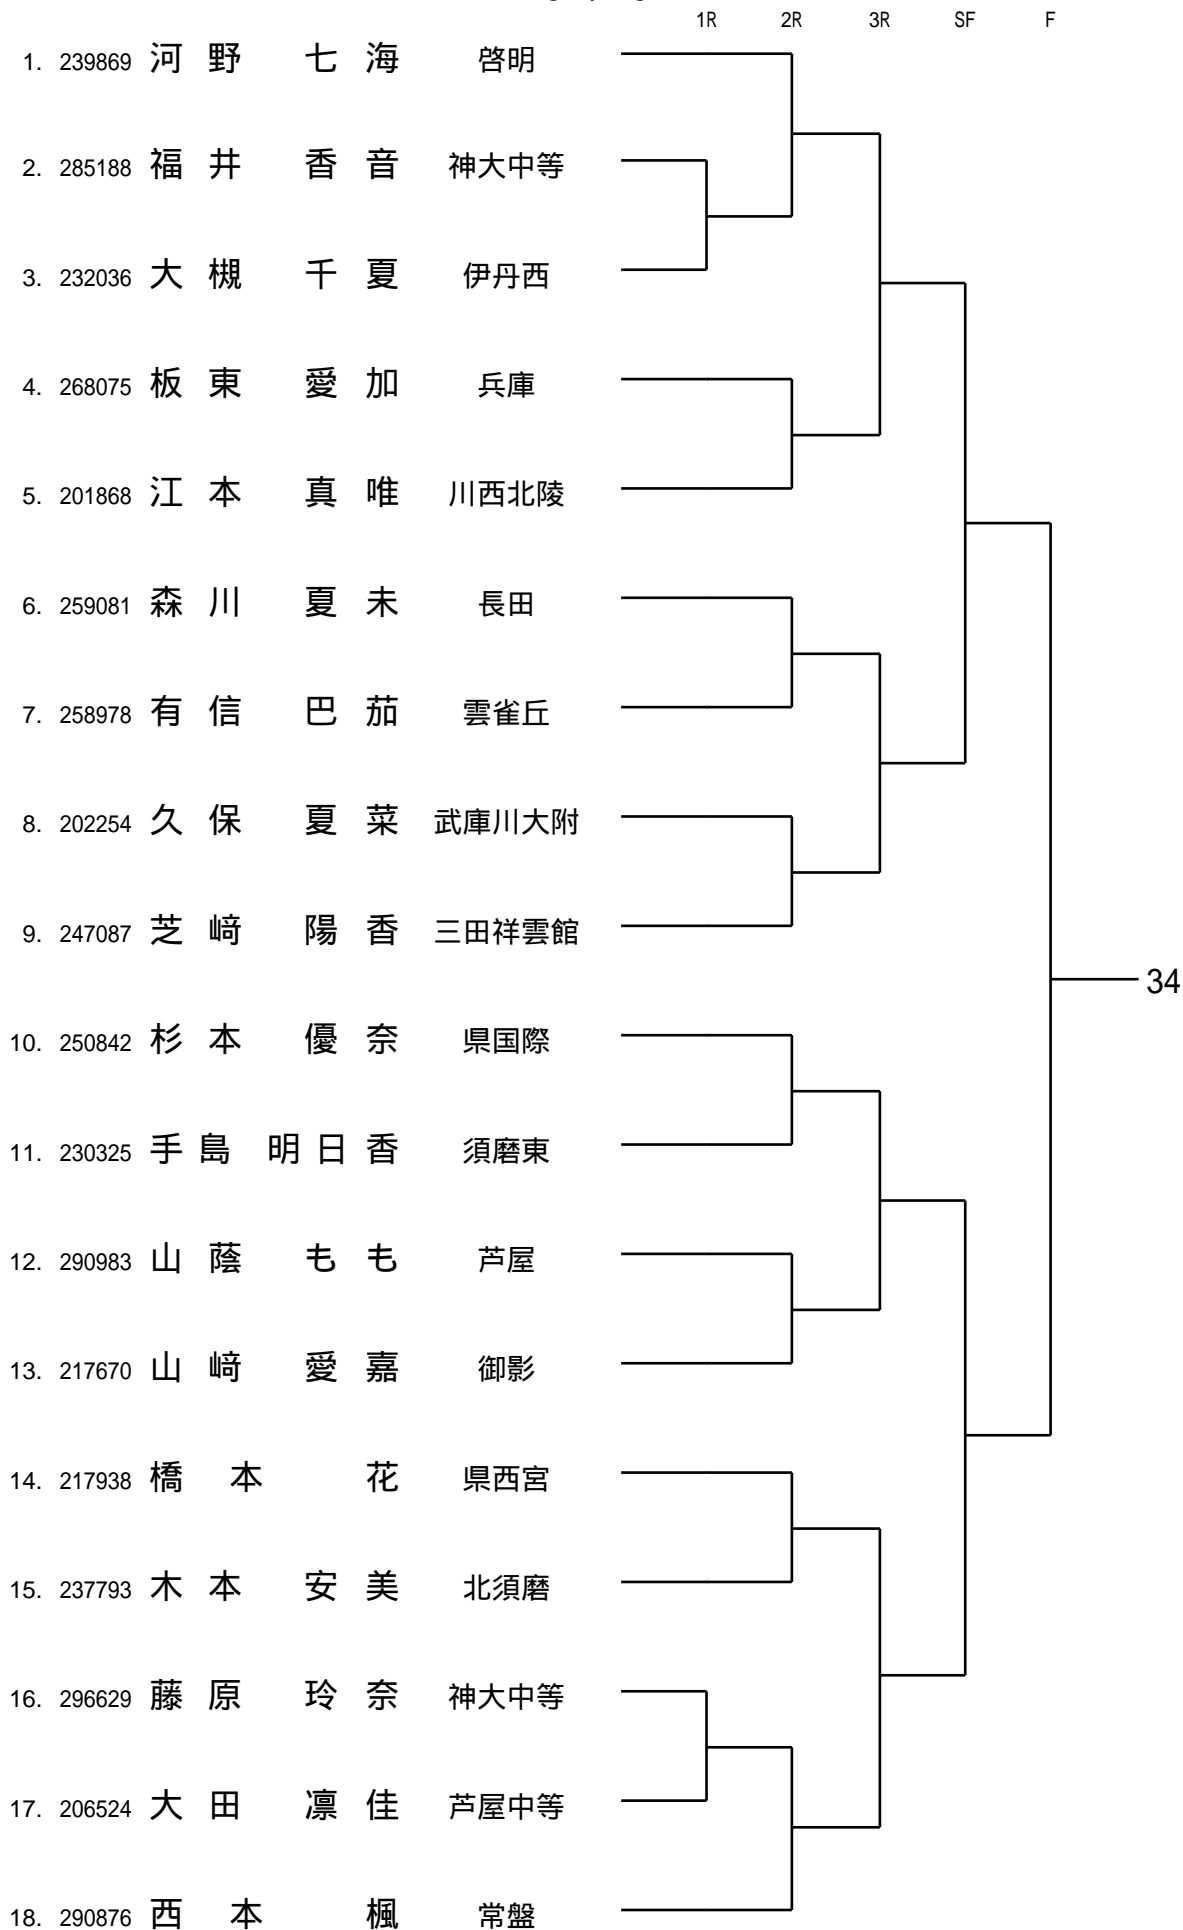 1R 2R 3R SF F
1. 239869 河野 七海 啓明
2. 285188 福井 香音 神大中等
3. 232036 大槻 千夏 伊丹西
4. 268075 板東 愛加 兵庫
5. 201868 江本 真唯 川西北陵
6. 259081 森川 夏未 長田
7. 258978 有信 巴茄 雲雀丘
8. 202254 久保 夏菜 武庫川大附
9. 247087 芝﨑 陽香 三田祥雲館
34
10. 250842 杉本 優奈 県国際
11. 230325 手島 明日香 須磨東
12. 290983 山蔭 もも 芦屋
13. 217670 山﨑 愛嘉 御影
14. 217938 橋本 花 県西宮
15. 237793 木本 安美 北須磨
16. 296629 藤原 玲奈 神大中等
17. 206524 大田 凛佳 芦屋中等
18. 290876 西本 楓 常盤